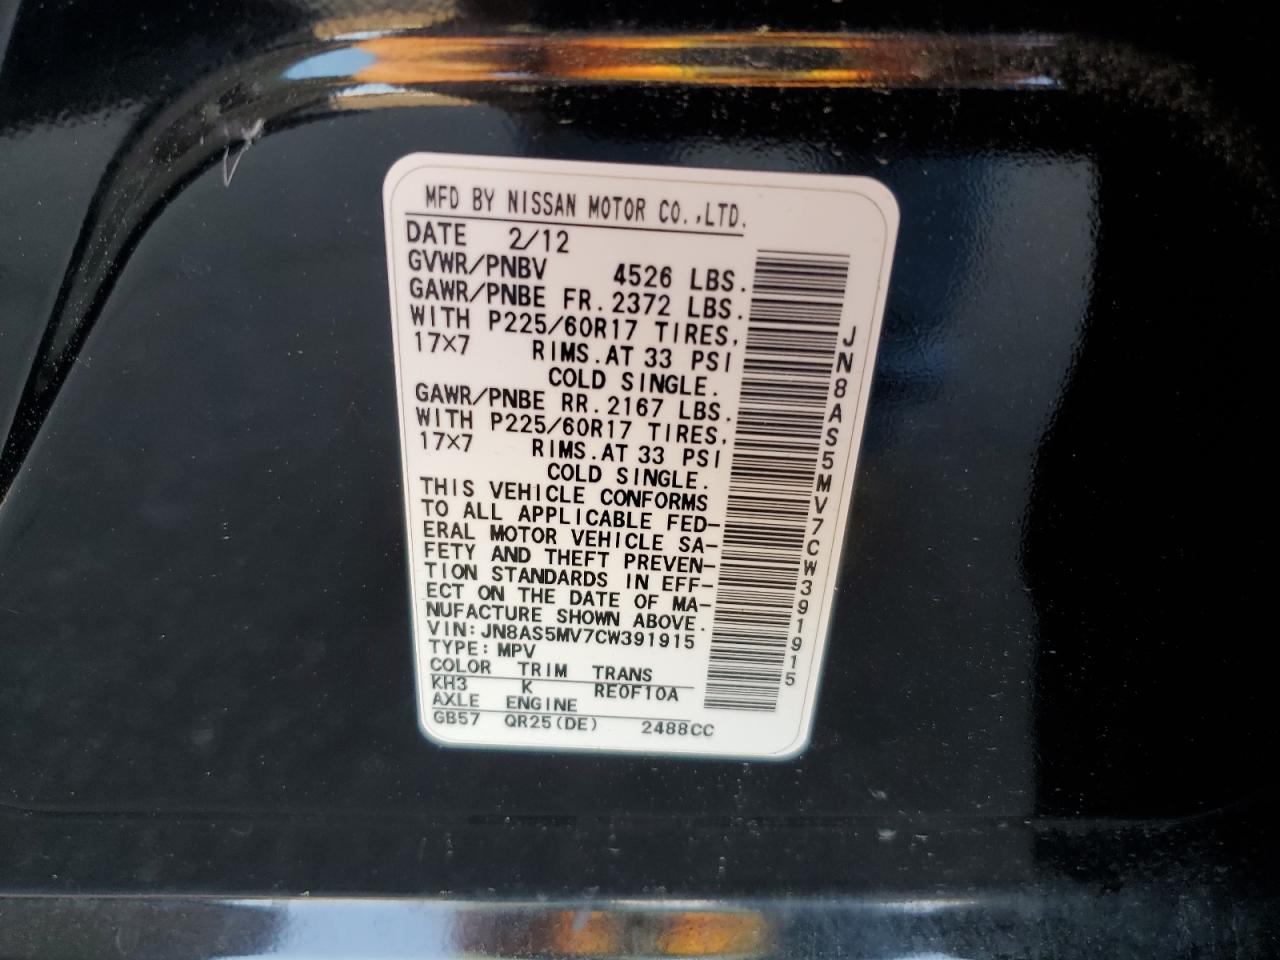 MFD BY NISSAN MOTOR CO.,LTD.
DATE 2/12
GVWR/PNBV 4526 LBS.
GAWR/PNBE FR. 2372 LBS.
WITH P225/60R17 TIRES,
17×7 RIMS. AT 33 PSI
COLD SINGLE.
GAWR/PNBE RR. 2167 LBS.
WITH P225/60R17 TIRES,
17×7 RIMS. AT 33 PSI
COLD SINGLE.
THIS VEHICLE CONFORMS
TO ALL APPLICABLE FED-
ERAL MOTOR VEHICLE SA-
FETY AND THEFT PREVEN-
TION STANDARDS IN EFF-
ECT ON THE DATE OF MA-
NUFACTURE SHOWN ABOVE.
VIN: JN8AS5MV7CW391915
TYPE: MPV
COLOR TRIM TRANS
KH3 K RE0F10A
AXLE ENGINE
GB57 QR25(DE) 2488CC
JN8AS5MV7CW391915